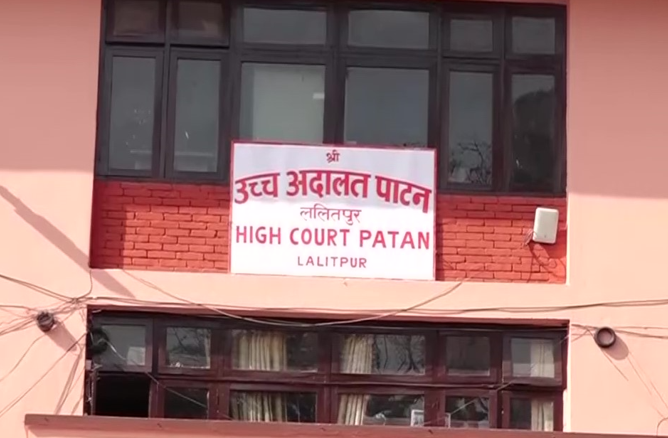 श्री
उच्च अदालत पाटन
ललितपुर
HIGH COURT PATAN
LALITPUR